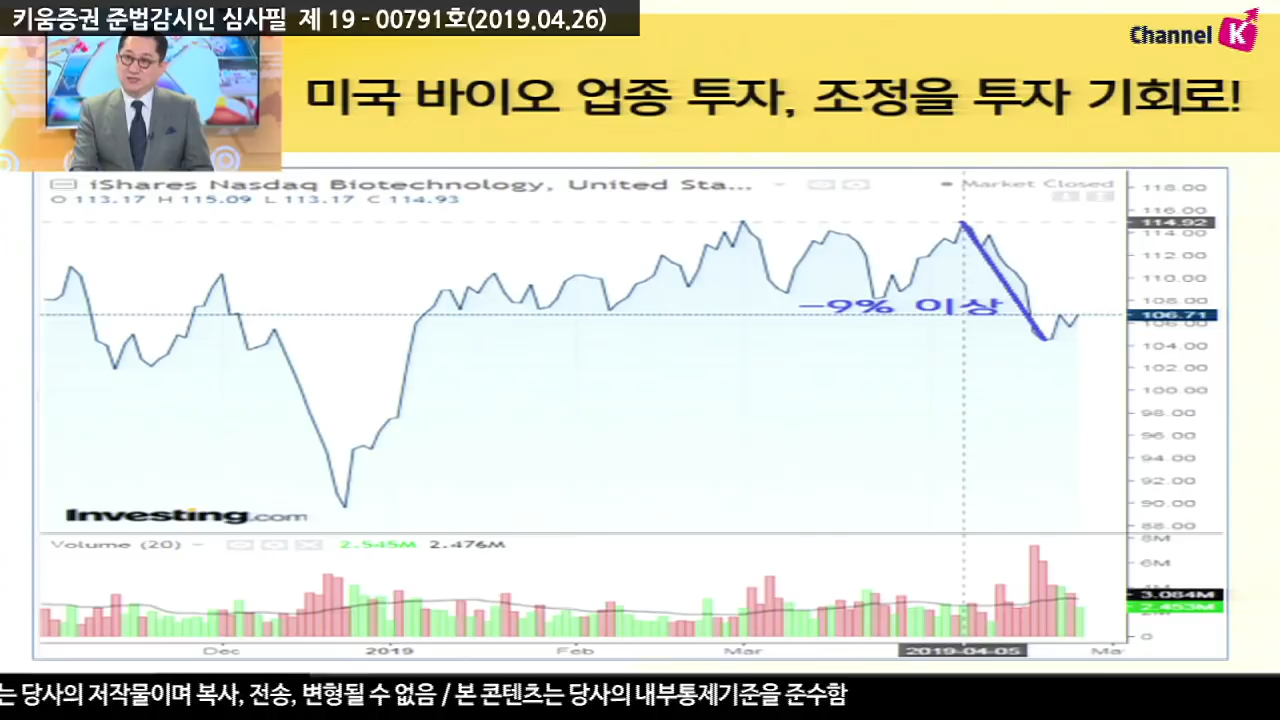 키움증권 준법감시인 심사필 제 19 - 00791호(2019.04.26)
Channel K
미국 바이오 업종 투자, 조정을 투자 기회로!
iShares Nasdaq Biotechnology, United Sta...
Market Closed
O 113.17 H 115.09 L 113.17 C 114.93
118.00
116.00
114.92
114.00
112.00
110.00
108.00
-9% 이상
106.71
106.00
104.00
102.00
100.00
98.00
96.00
94.00
92.00
90.00
88.00
Investing.com
Volume (20)
2.545M 2.476M
8M
6M
4M
3.084M
2.453M
0
Dec 2019 Feb Mar 2019-04-05 Ma
는 당사의 저작물이며 복사, 전송, 변형될 수 없음 / 본 콘텐츠는 당사의 내부통제기준을 준수함